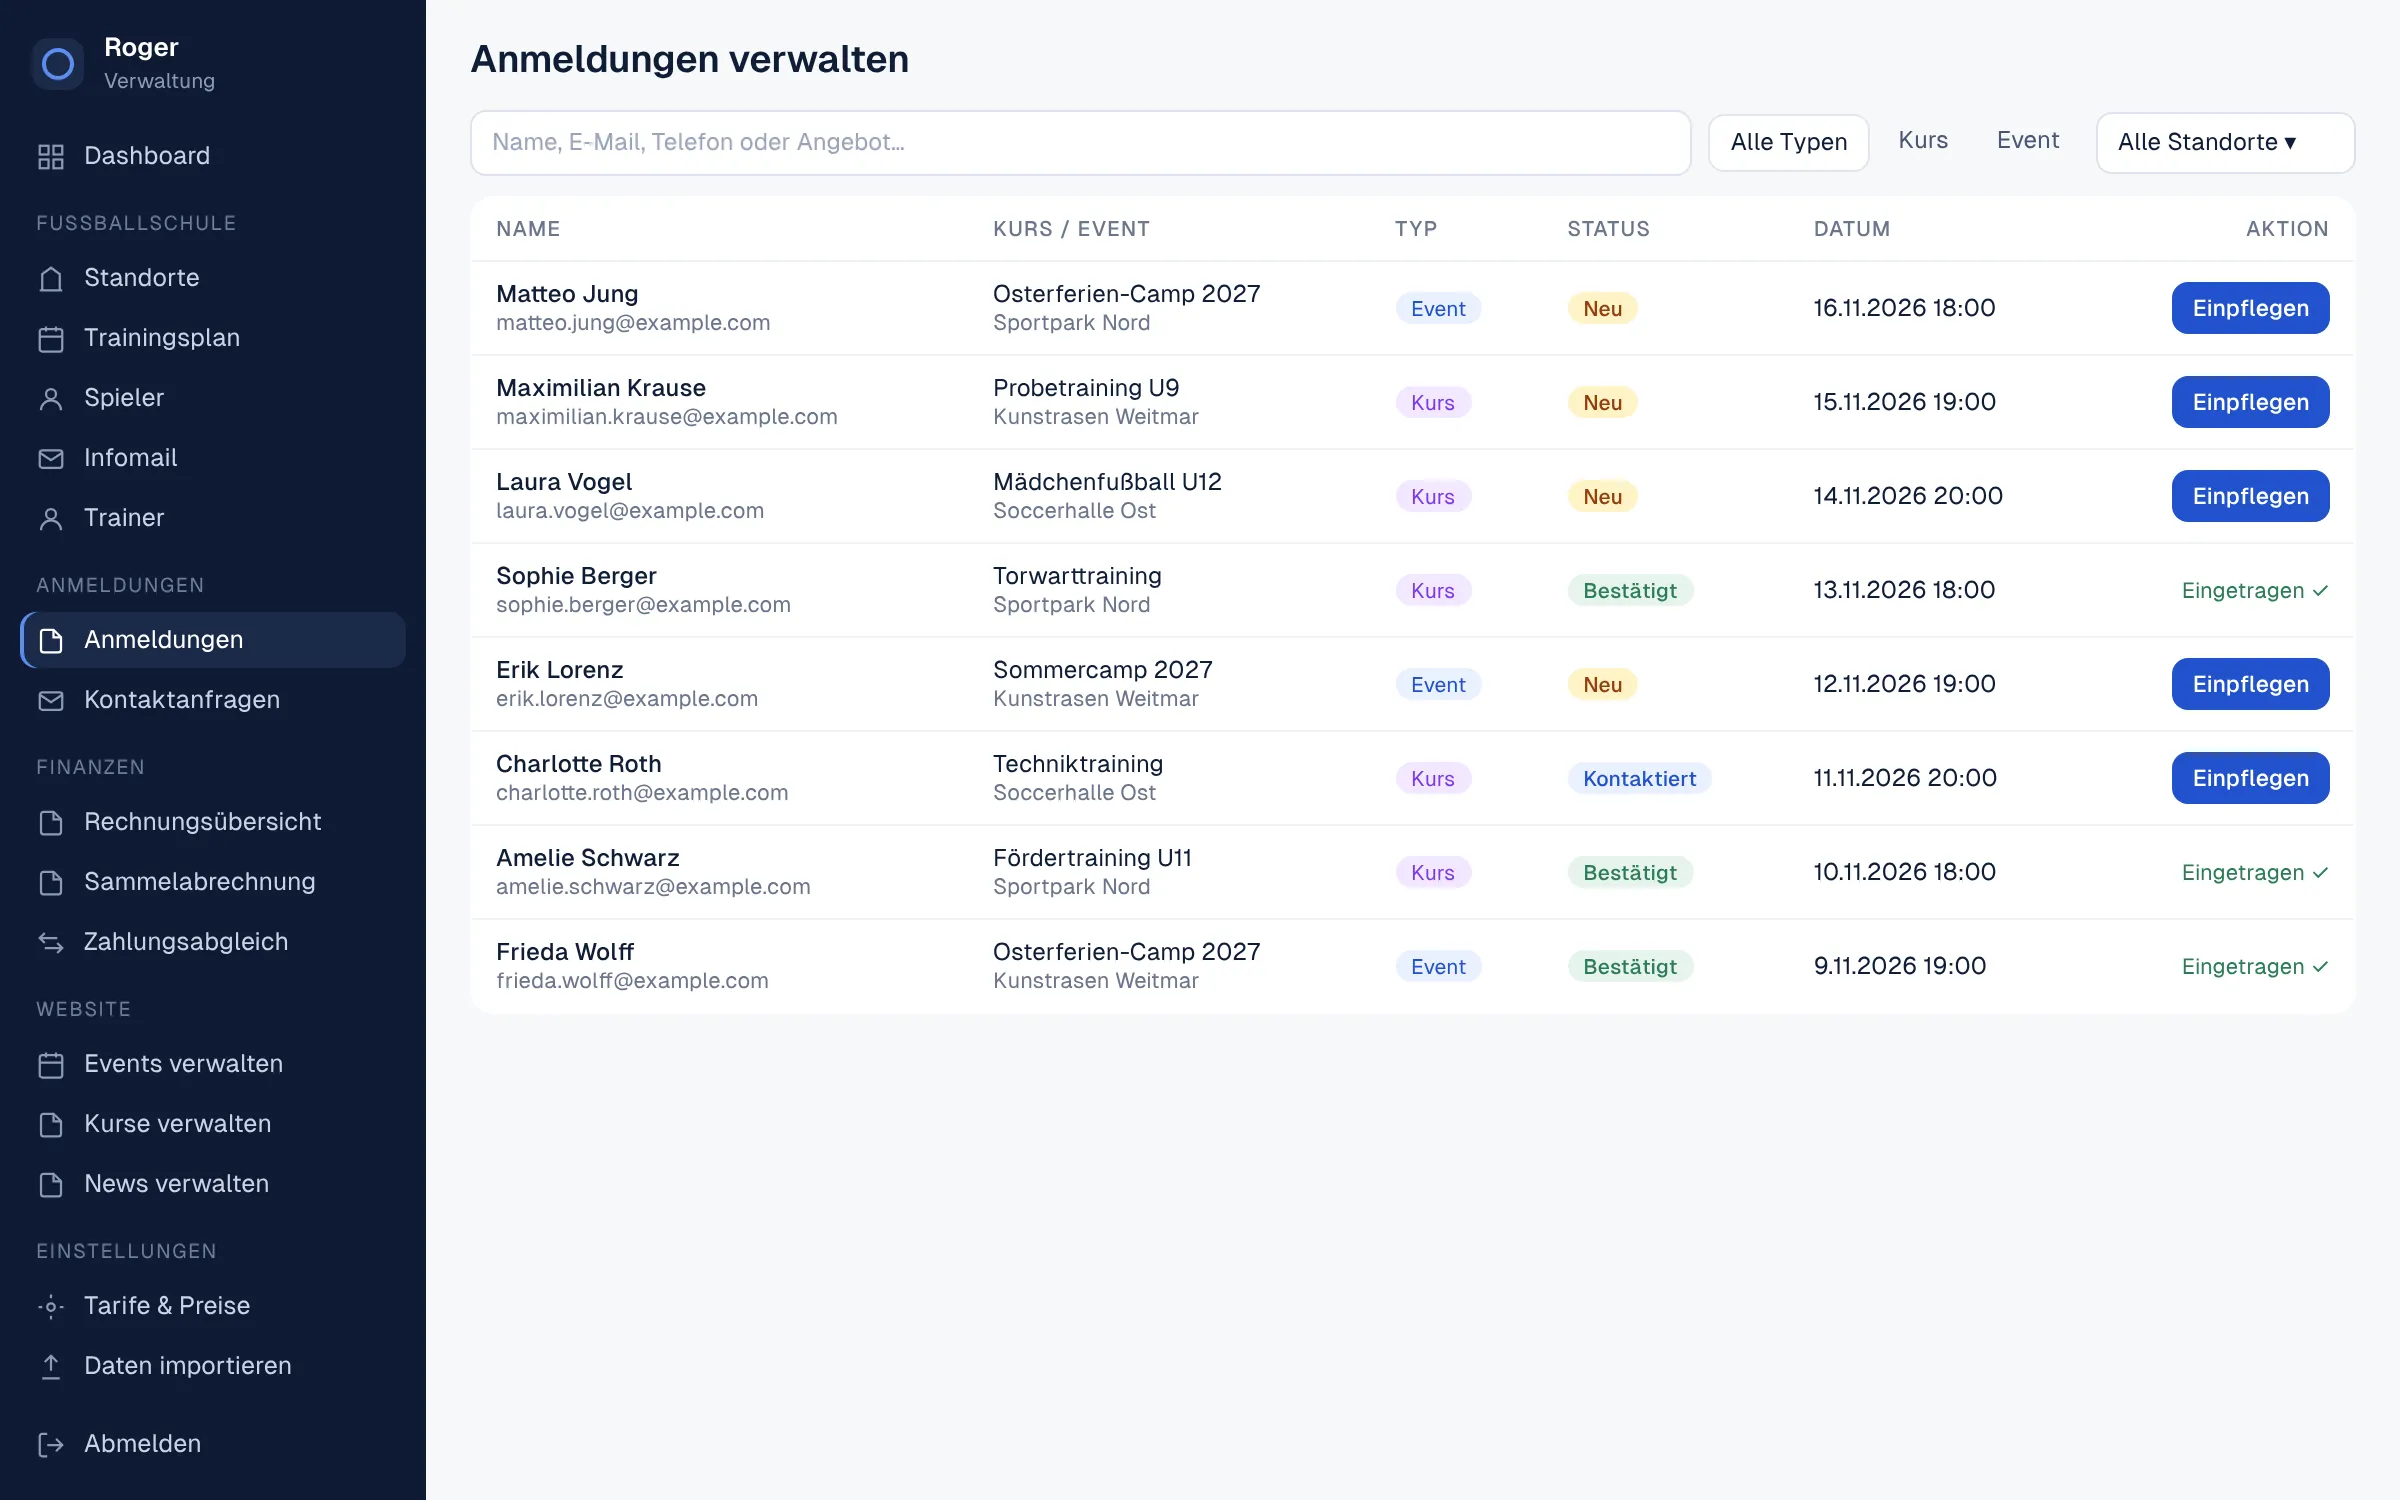 Roger
Verwaltung
Dashboard
FUSSBALLSCHULE
Standorte
Trainingsplan
Spieler
Infomail
Trainer
ANMELDUNGEN
Anmeldungen
Kontaktanfragen
FINANZEN
Rechnungsübersicht
Sammelabrechnung
Zahlungsabgleich
WEBSITE
Events verwalten
Kurse verwalten
News verwalten
EINSTELLUNGEN
Tarife & Preise
Daten importieren
Abmelden
Anmeldungen verwalten
Name, E-Mail, Telefon oder Angebot... Alle Typen Kurs Event Alle Standorte ▾
NAME KURS / EVENT TYP STATUS DATUM AKTION
Matteo Jung Osterferien-Camp 2027 Event Neu 16.11.2026 18:00 Einpflegen
matteo.jung@example.com Sportpark Nord
Maximilian Krause Probetraining U9 Kurs Neu 15.11.2026 19:00 Einpflegen
maximilian.krause@example.com Kunstrasen Weitmar
Laura Vogel Mädchenfußball U12 Kurs Neu 14.11.2026 20:00 Einpflegen
laura.vogel@example.com Soccerhalle Ost
Sophie Berger Torwarttraining Kurs Bestätigt 13.11.2026 18:00 Eingetragen ✓
sophie.berger@example.com Sportpark Nord
Erik Lorenz Sommercamp 2027 Event Neu 12.11.2026 19:00 Einpflegen
erik.lorenz@example.com Kunstrasen Weitmar
Charlotte Roth Techniktraining Kurs Kontaktiert 11.11.2026 20:00 Einpflegen
charlotte.roth@example.com Soccerhalle Ost
Amelie Schwarz Fördertraining U11 Kurs Bestätigt 10.11.2026 18:00 Eingetragen ✓
amelie.schwarz@example.com Sportpark Nord
Frieda Wolff Osterferien-Camp 2027 Event Bestätigt 9.11.2026 19:00 Eingetragen ✓
frieda.wolff@example.com Kunstrasen Weitmar